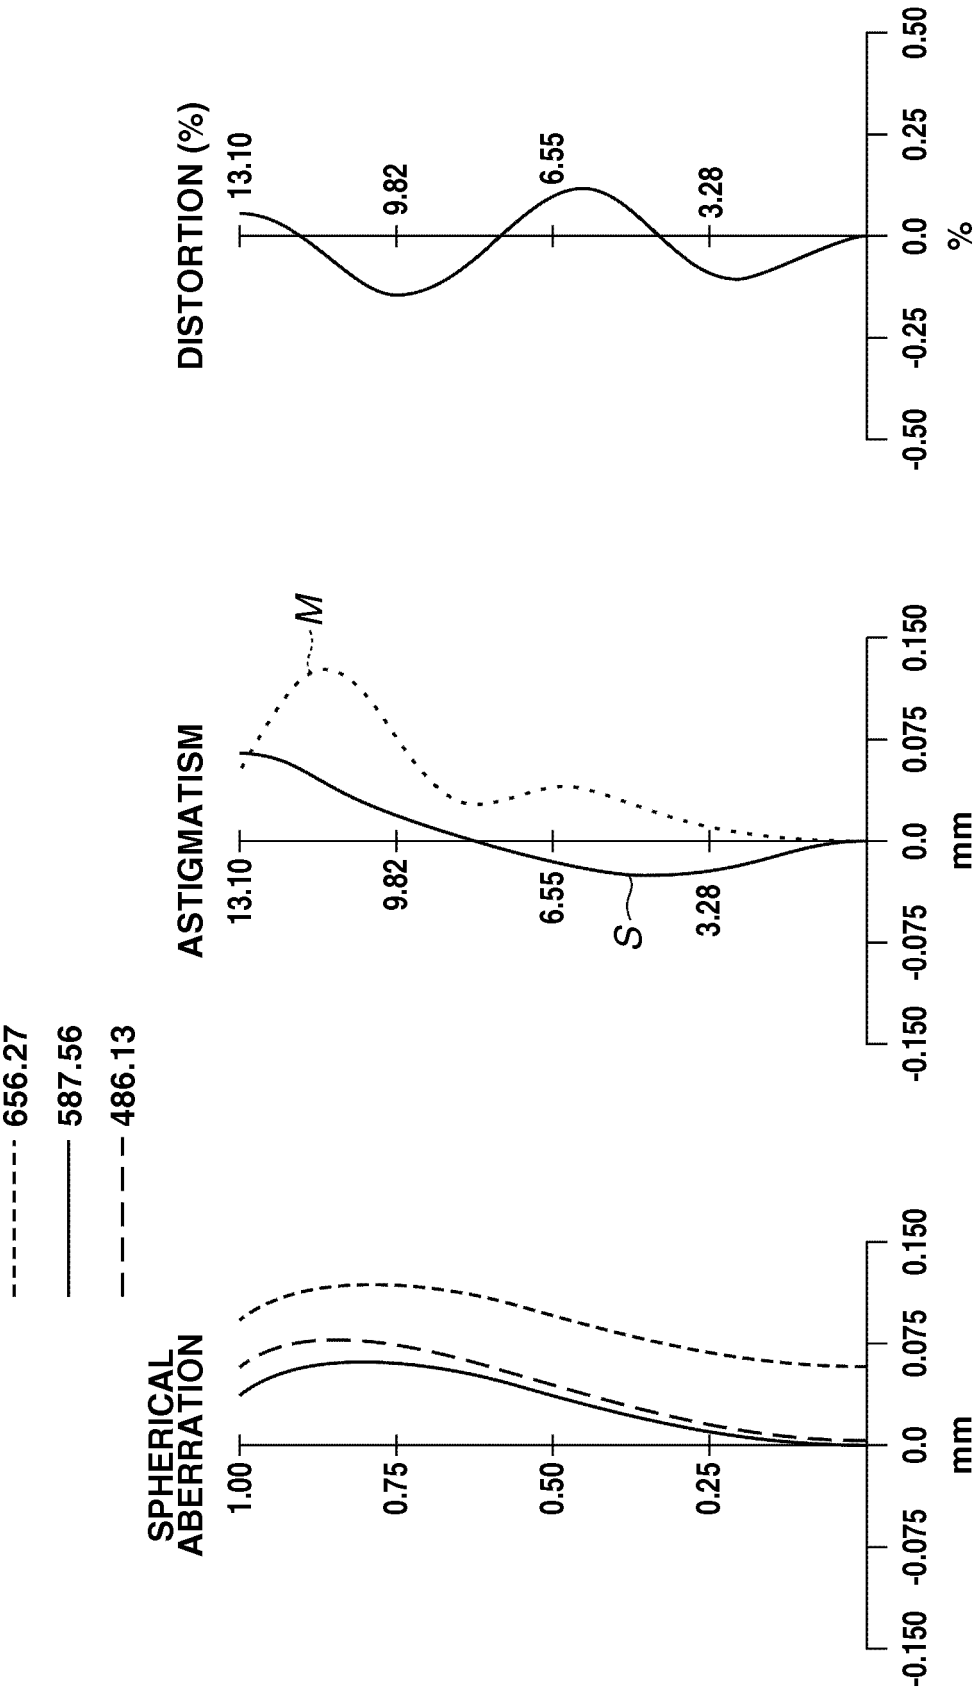 656.27
587.56
486.13
SPHERICAL
ABERRATION
1.00
0.75
0.50
0.25
-0.150 -0.075 0.0 0.075 0.150
mm
ASTIGMATISM
13.10
M
9.82
6.55
S
3.28
-0.150 -0.075 0.0 0.075 0.150
mm
DISTORTION (%)
13.10
9.82
6.55
3.28
-0.50 -0.25 0.0 0.25 0.50
%